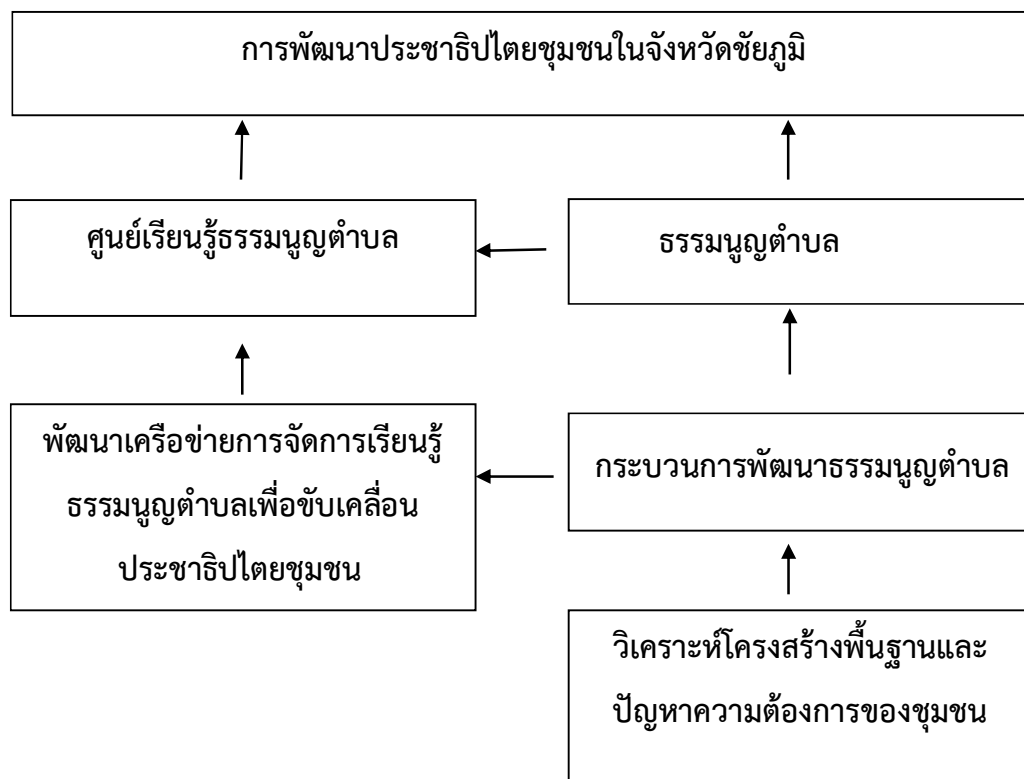 การพัฒนาประชาธิปไตยชุมชนในจังหวัดชัยภูมิ
ศูนย์เรียนรู้ธรรมนูญตำบล
ธรรมนูญตำบล
พัฒนาเครือข่ายการจัดการเรียนรู้
ธรรมนูญตำบลเพื่อขับเคลื่อน
ประชาธิปไตยชุมชน
กระบวนการพัฒนาธรรมนูญตำบล
วิเคราะห์โครงสร้างพื้นฐานและ
ปัญหาความต้องการของชุมชน